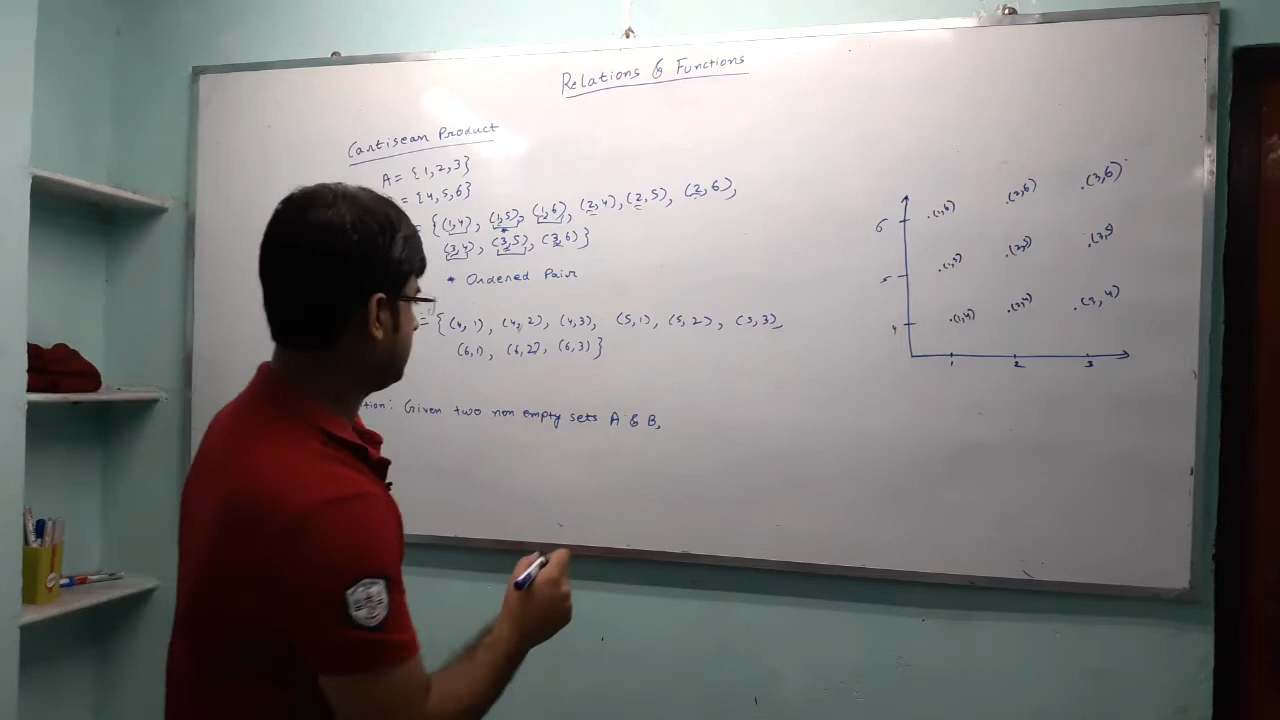 Relations & Functions
Cartisean Product
A = {1,2,3}
= {4,5,6}
= {(1,4), (1,5), (1,6), (2,4), (2,5), (2,6),
(3,4), (3,5), (3,6)}
* Ordered Pair
= {(4,1), (4,2), (4,3), (5,1), (5,2), (5,3),
(6,1), (6,2), (6,3)}
tion: Given two non empty sets A & B,
6 .(1,6) .(2,6) .(3,6)
5 .(1,5) .(2,5) .(3,5)
4 .(1,4) .(2,4) .(3,4)
1 2 3